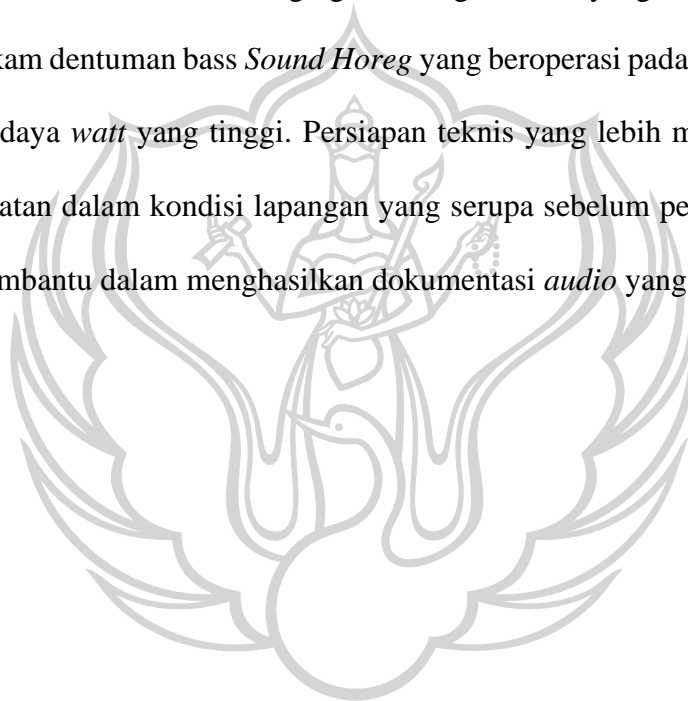 kam dentuman bass Sound Horeg yang beroperasi pada
daya watt yang tinggi. Persiapan teknis yang lebih m
atan dalam kondisi lapangan yang serupa sebelum pe
mbantu dalam menghasilkan dokumentasi audio yang